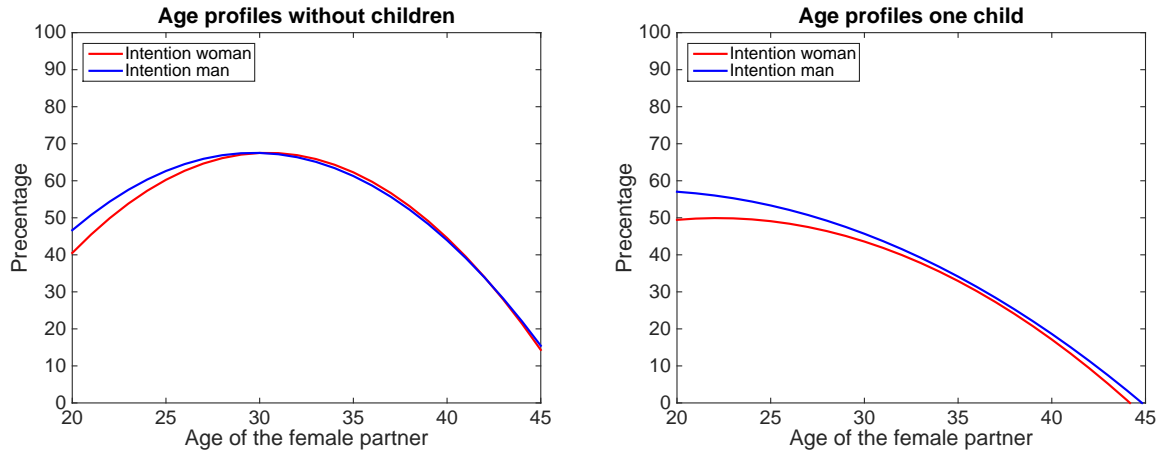 Age profiles without children
100
90
80
70
60
50
40
30
20
10
0
Precentage
Intention woman
Intention man
20 25 30 35 40 45
Age of the female partner
Age profiles one child
100
90
80
70
60
50
40
30
20
10
0
Precentage
Intention woman
Intention man
20 25 30 35 40 45
Age of the female partner